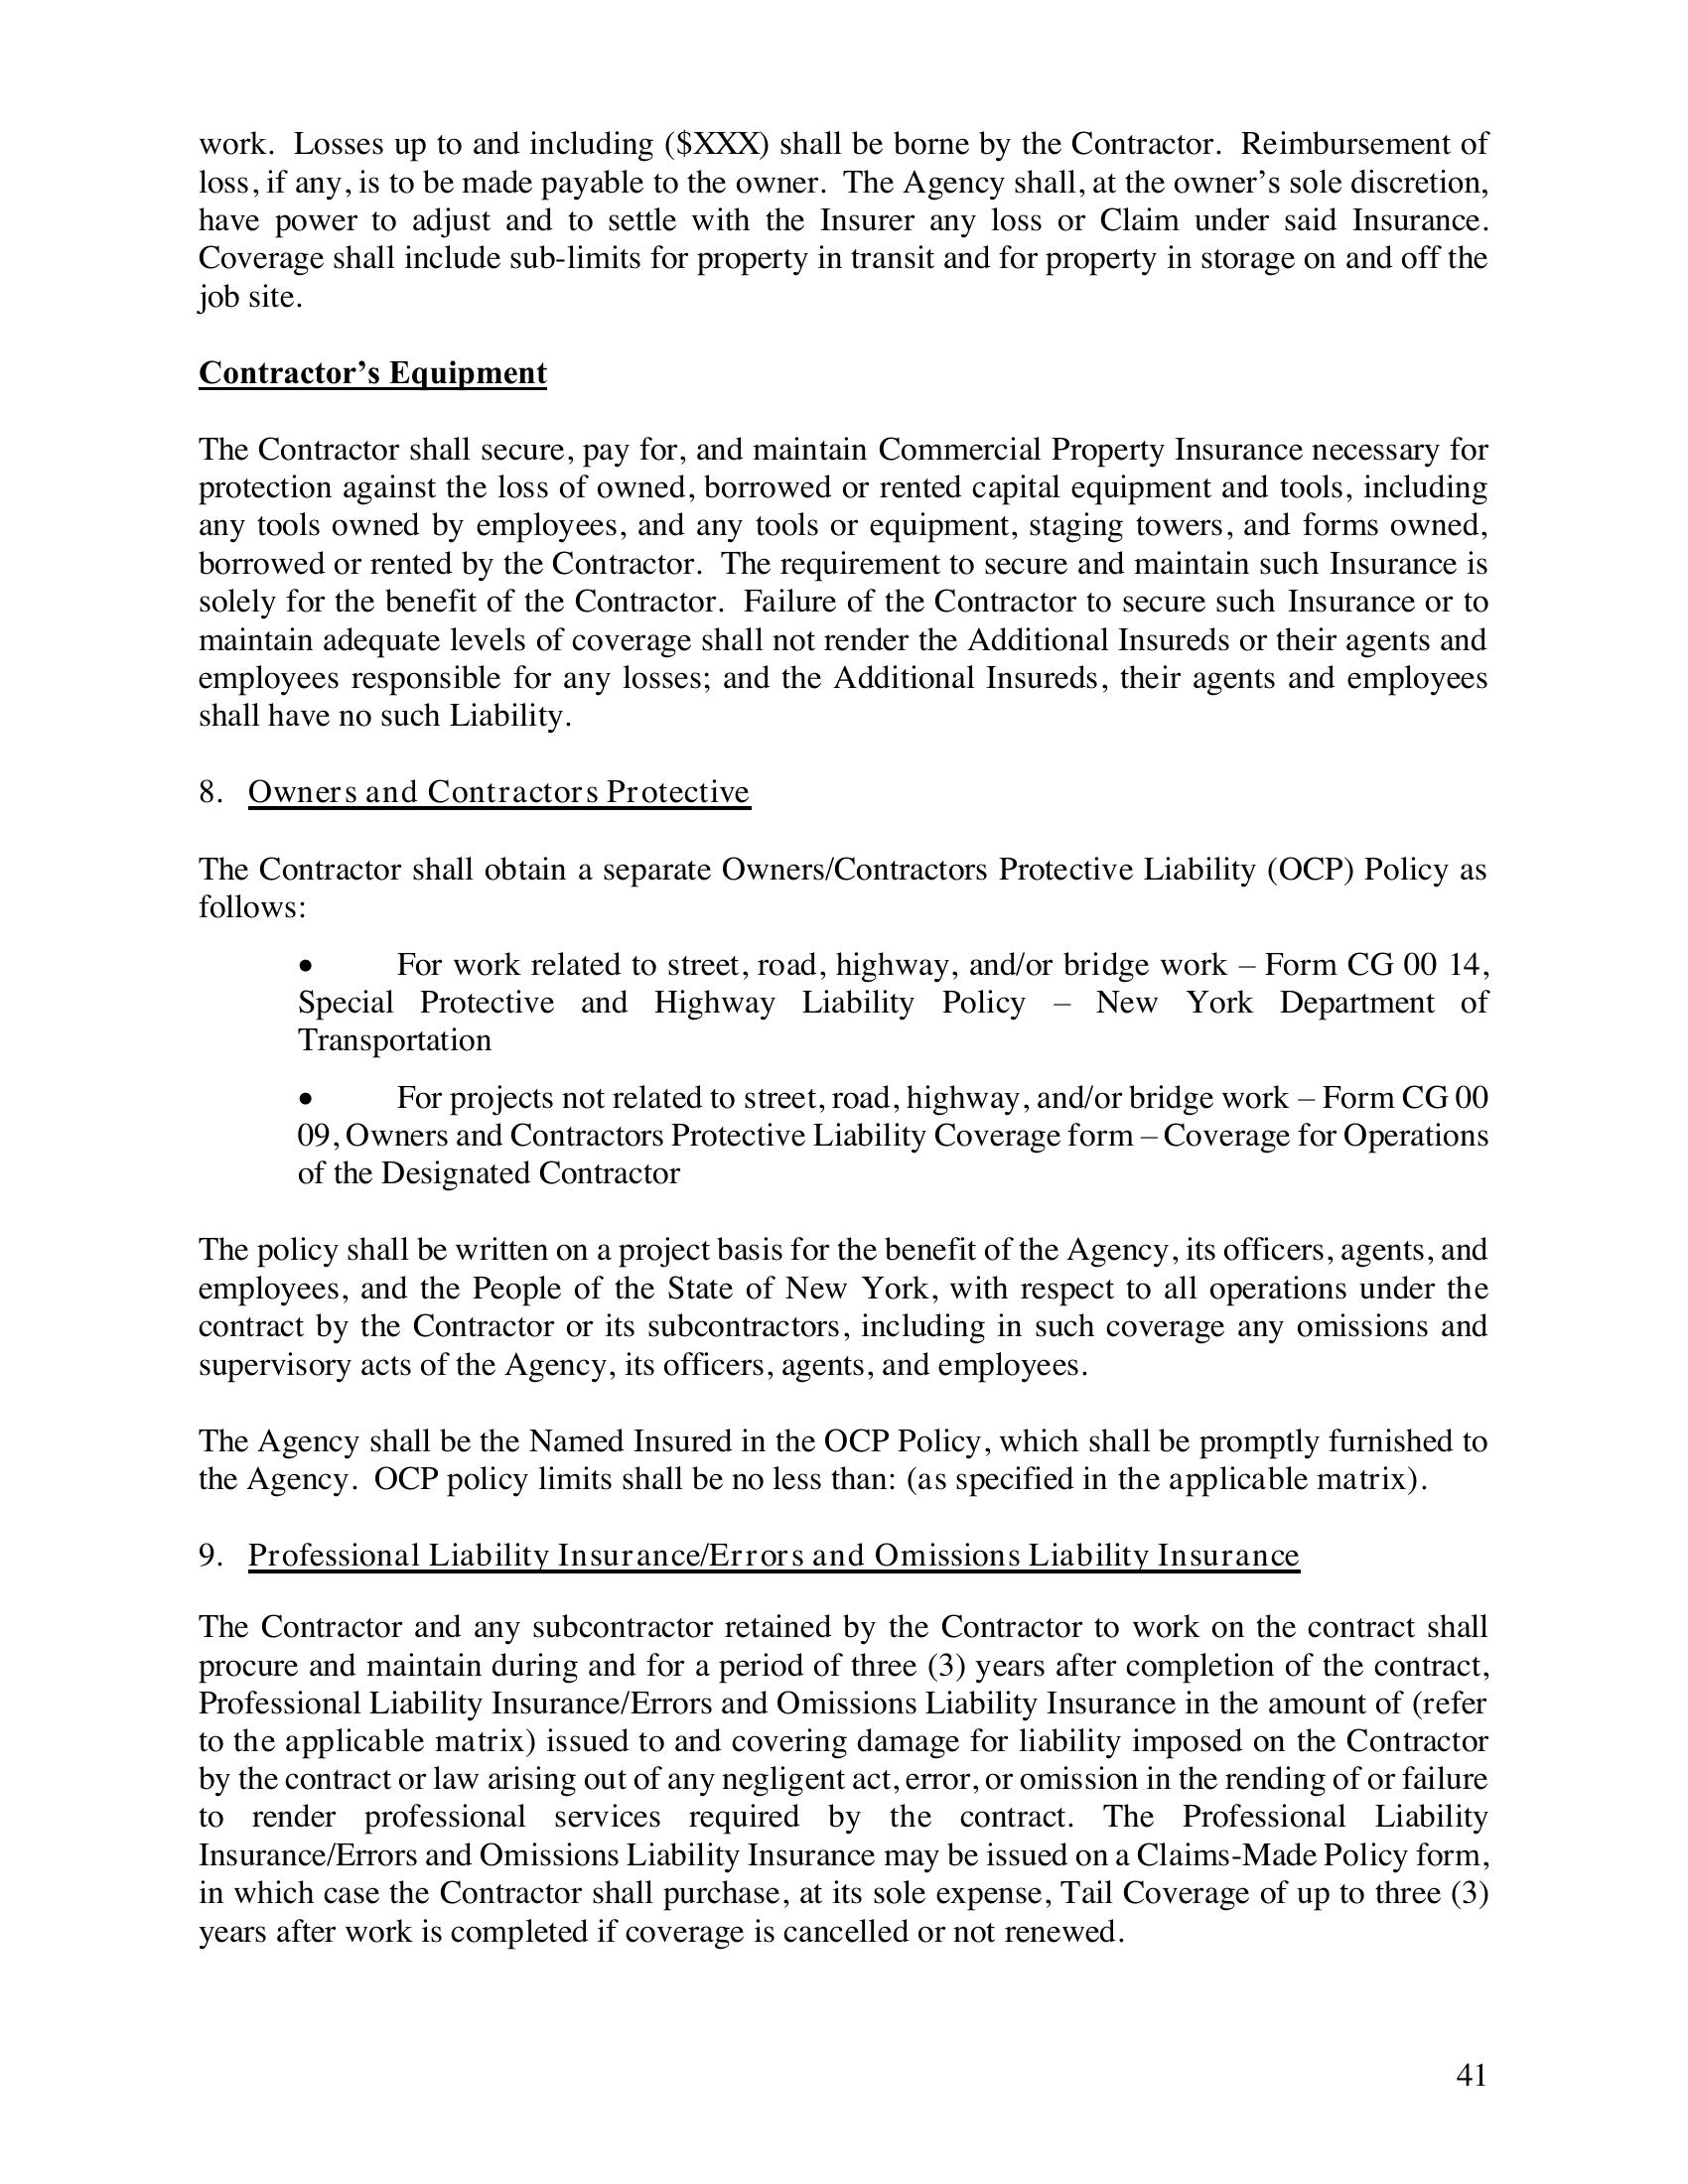 work. Losses up to and including ($XXX) shall be borne by the Contractor. Reimbursement of
loss, if any, is to be made payable to the owner. The Agency shall, at the owner’s sole discretion,
have power to adjust and to settle with the Insurer any loss or Claim under said Insurance.
Coverage shall include sub-limits for property in transit and for property in storage on and off the
job site.
Contractor’s Equipment
The Contractor shall secure, pay for, and maintain Commercial Property Insurance necessary for
protection against the loss of owned, borrowed or rented capital equipment and tools, including
any tools owned by employees, and any tools or equipment, staging towers, and forms owned,
borrowed or rented by the Contractor. The requirement to secure and maintain such Insurance is
solely for the benefit of the Contractor. Failure of the Contractor to secure such Insurance or to
maintain adequate levels of coverage shall not render the Additional Insureds or their agents and
employees responsible for any losses; and the Additional Insureds, their agents and employees
shall have no such Liability.
8. Owners and Contractors Protective
The Contractor shall obtain a separate Owners/Contractors Protective Liability (OCP) Policy as
follows:
• For work related to street, road, highway, and/or bridge work – Form CG 00 14,
Special Protective and Highway Liability Policy – New York Department of
Transportation
• For projects not related to street, road, highway, and/or bridge work – Form CG 00
09, Owners and Contractors Protective Liability Coverage form – Coverage for Operations
of the Designated Contractor
The policy shall be written on a project basis for the benefit of the Agency, its officers, agents, and
employees, and the People of the State of New York, with respect to all operations under the
contract by the Contractor or its subcontractors, including in such coverage any omissions and
supervisory acts of the Agency, its officers, agents, and employees.
The Agency shall be the Named Insured in the OCP Policy, which shall be promptly furnished to
the Agency. OCP policy limits shall be no less than: (as specified in the applicable matrix).
9. Professional Liability Insurance/Errors and Omissions Liability Insurance
The Contractor and any subcontractor retained by the Contractor to work on the contract shall
procure and maintain during and for a period of three (3) years after completion of the contract,
Professional Liability Insurance/Errors and Omissions Liability Insurance in the amount of (refer
to the applicable matrix) issued to and covering damage for liability imposed on the Contractor
by the contract or law arising out of any negligent act, error, or omission in the rending of or failure
to render professional services required by the contract. The Professional Liability
Insurance/Errors and Omissions Liability Insurance may be issued on a Claims-Made Policy form,
in which case the Contractor shall purchase, at its sole expense, Tail Coverage of up to three (3)
years after work is completed if coverage is cancelled or not renewed.
41